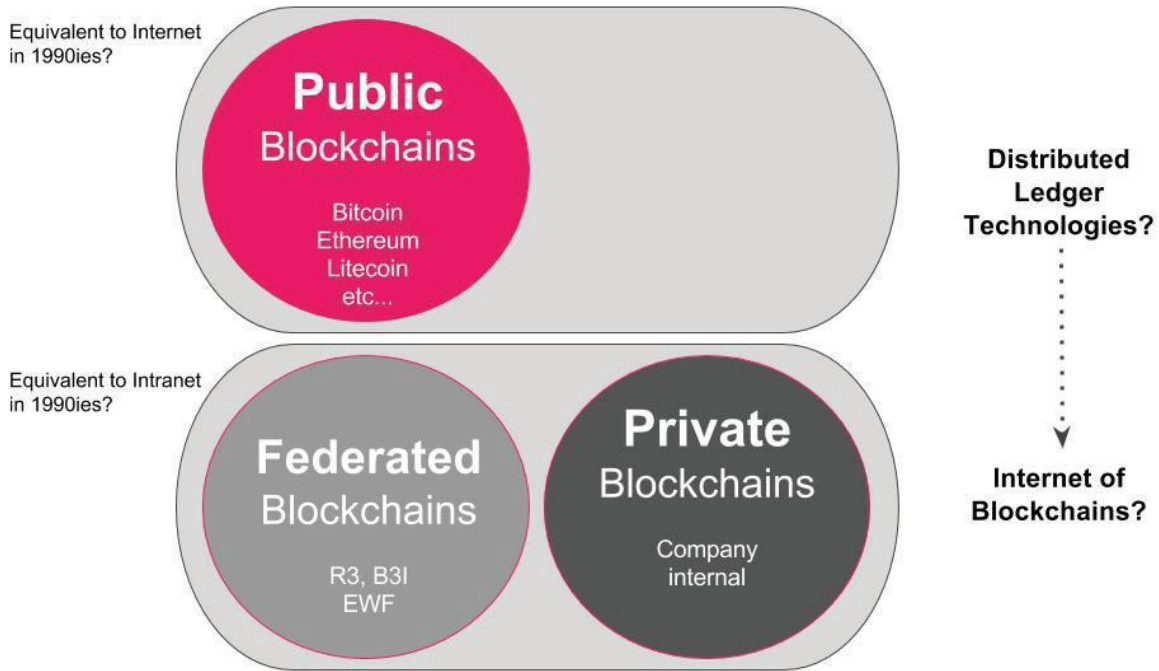 Equivalent to Internet
in 1990ies?
Public
Blockchains
Bitcoin
Ethereum
Litecoin
etc...
Distributed
Ledger
Technologies?
Equivalent to Intranet
in 1990ies?
Federated
Blockchains
R3, B3I
EWF
Private
Blockchains
Company
internal
Internet of
Blockchains?